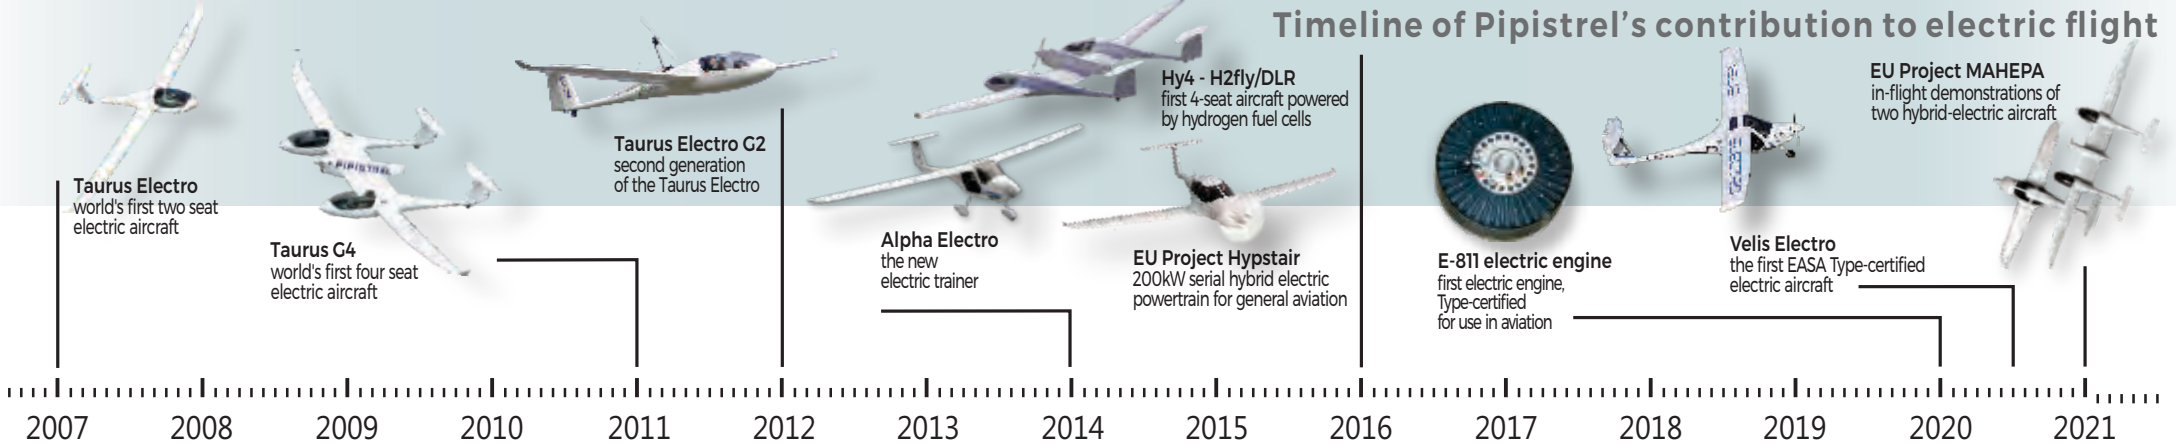 Timeline of Pipistrel's contribution to electric flight
Taurus Electro
world's first two seat
electric aircraft
PIPISTREL
Taurus G4
world's first four seat
electric aircraft
Taurus Electro G2
second generation
of the Taurus Electro
Alpha Electro
the new
electric trainer
Hy4 - H2fly/DLR
first 4-seat aircraft powered
by hydrogen fuel cells
EU Project Hypstair
200kW serial hybrid electric
powertrain for general aviation
E-811 electric engine
first electric engine,
Type-certified
for use in aviation
Velis Electro
the first EASA Type-certified
electric aircraft
EU Project MAHEPA
in-flight demonstrations of
two hybrid-electric aircraft
2007 2008 2009 2010 2011 2012 2013 2014 2015 2016 2017 2018 2019 2020 2021